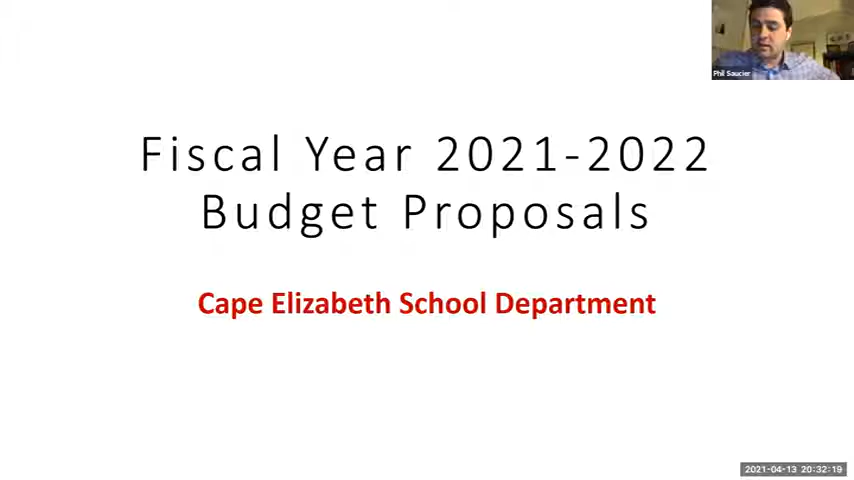 Phil Saucier
Fiscal Year 2021-2022
Budget Proposals
Cape Elizabeth School Department
2021-04-13 20:32:19